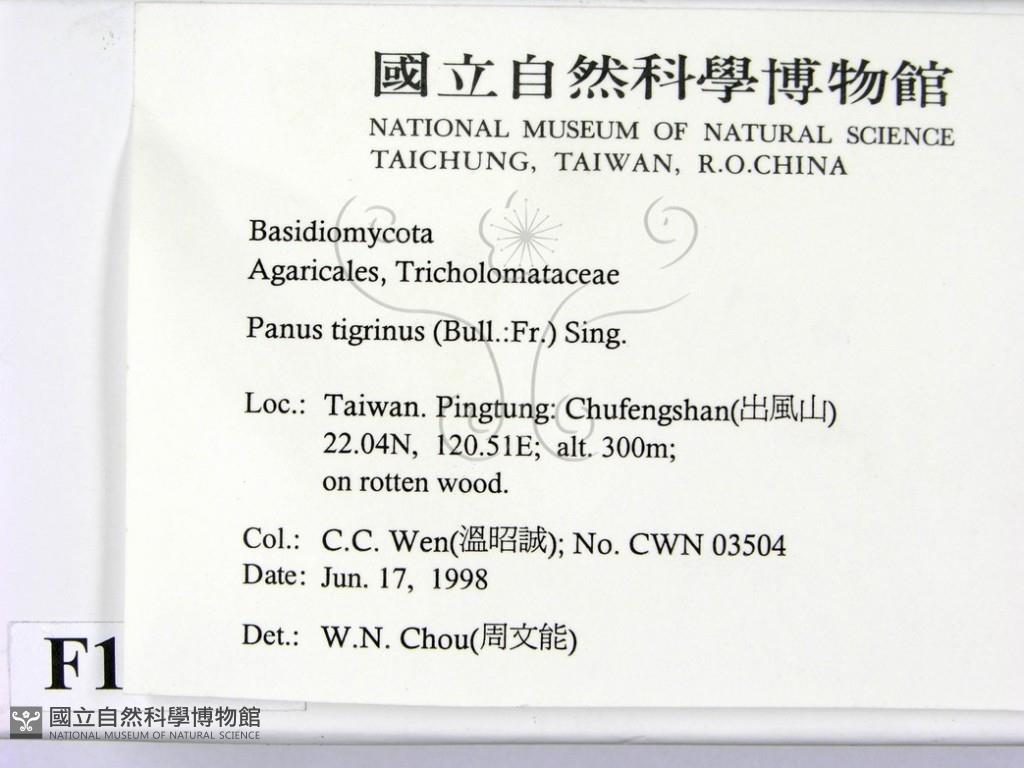 國立自然科學博物館
NATIONAL MUSEUM OF NATURAL SCIENCE
TAICHUNG, TAIWAN, R.O.CHINA
Basidiomycota
Agaricales, Tricholomataceae
Panus tigrinus (Bull.:Fr.) Sing.
Loc.: Taiwan. Pingtung: Chufengshan(出風山)
22.04N, 120.51E; alt. 300m;
on rotten wood.
Col.: C.C. Wen(溫昭誠); No. CWN 03504
Date: Jun. 17, 1998
Det.: W.N. Chou(周文能)
F1
國立自然科學博物館
NATIONAL MUSEUM OF NATURAL SCIENCE